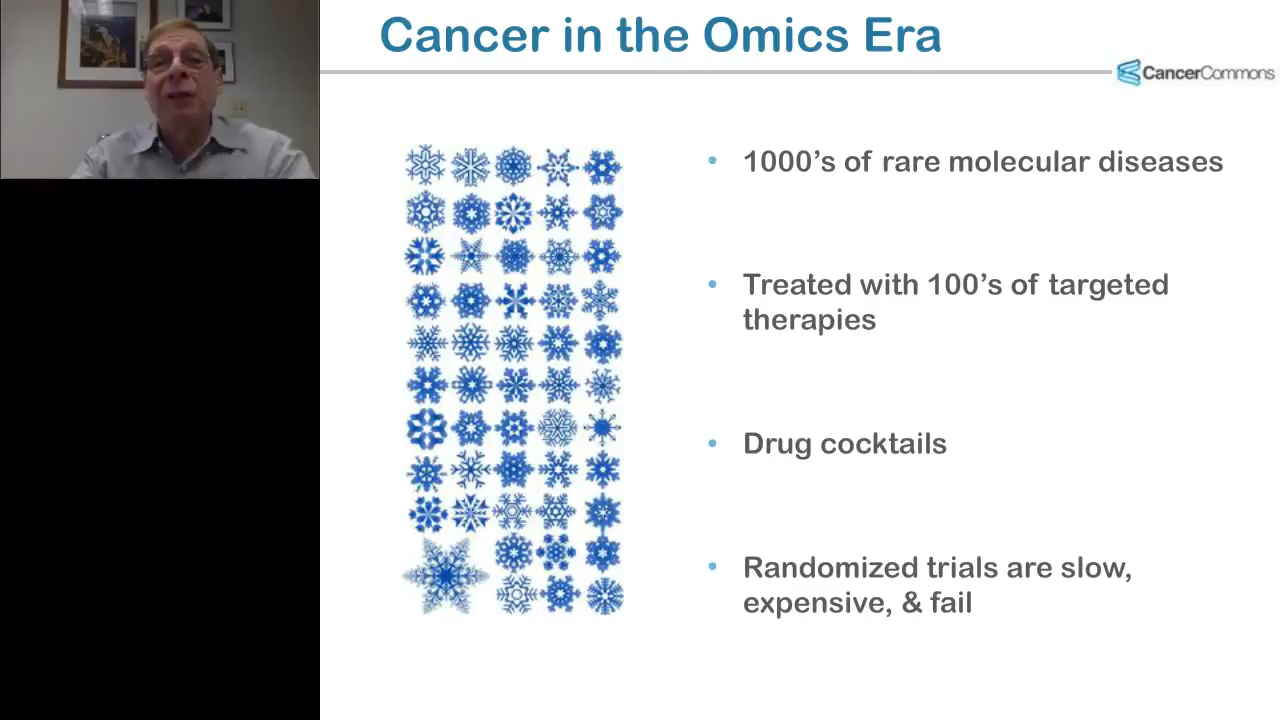 Cancer in the Omics Era
CancerCommons
• 1000’s of rare molecular diseases
• Treated with 100’s of targeted
therapies
• Drug cocktails
• Randomized trials are slow,
expensive, & fail